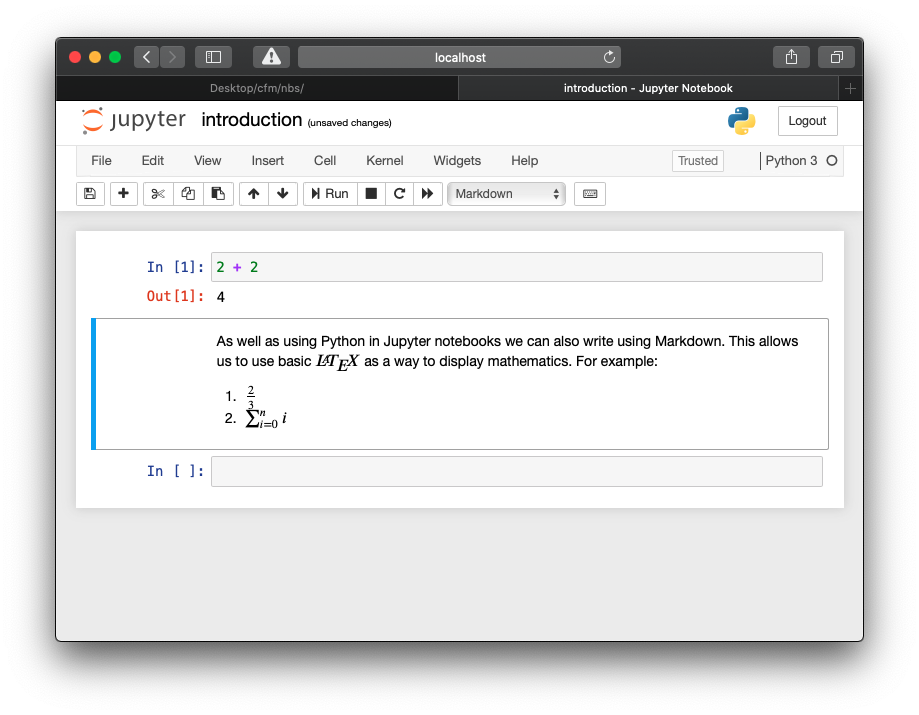 localhost
Desktop/cfm/nbs/
introduction - Jupyter Notebook
jupyter introduction (unsaved changes)
Logout
File Edit View Insert Cell Kernel Widgets Help Trusted Python 3
Run Markdown
In [1]: 2 + 2
Out[1]: 4
As well as using Python in Jupyter notebooks we can also write using Markdown. This allows
us to use basic LATEX as a way to display mathematics. For example:
1. 2/3
2. ∑ⁿᵢ₌₀ i
In [ ]: